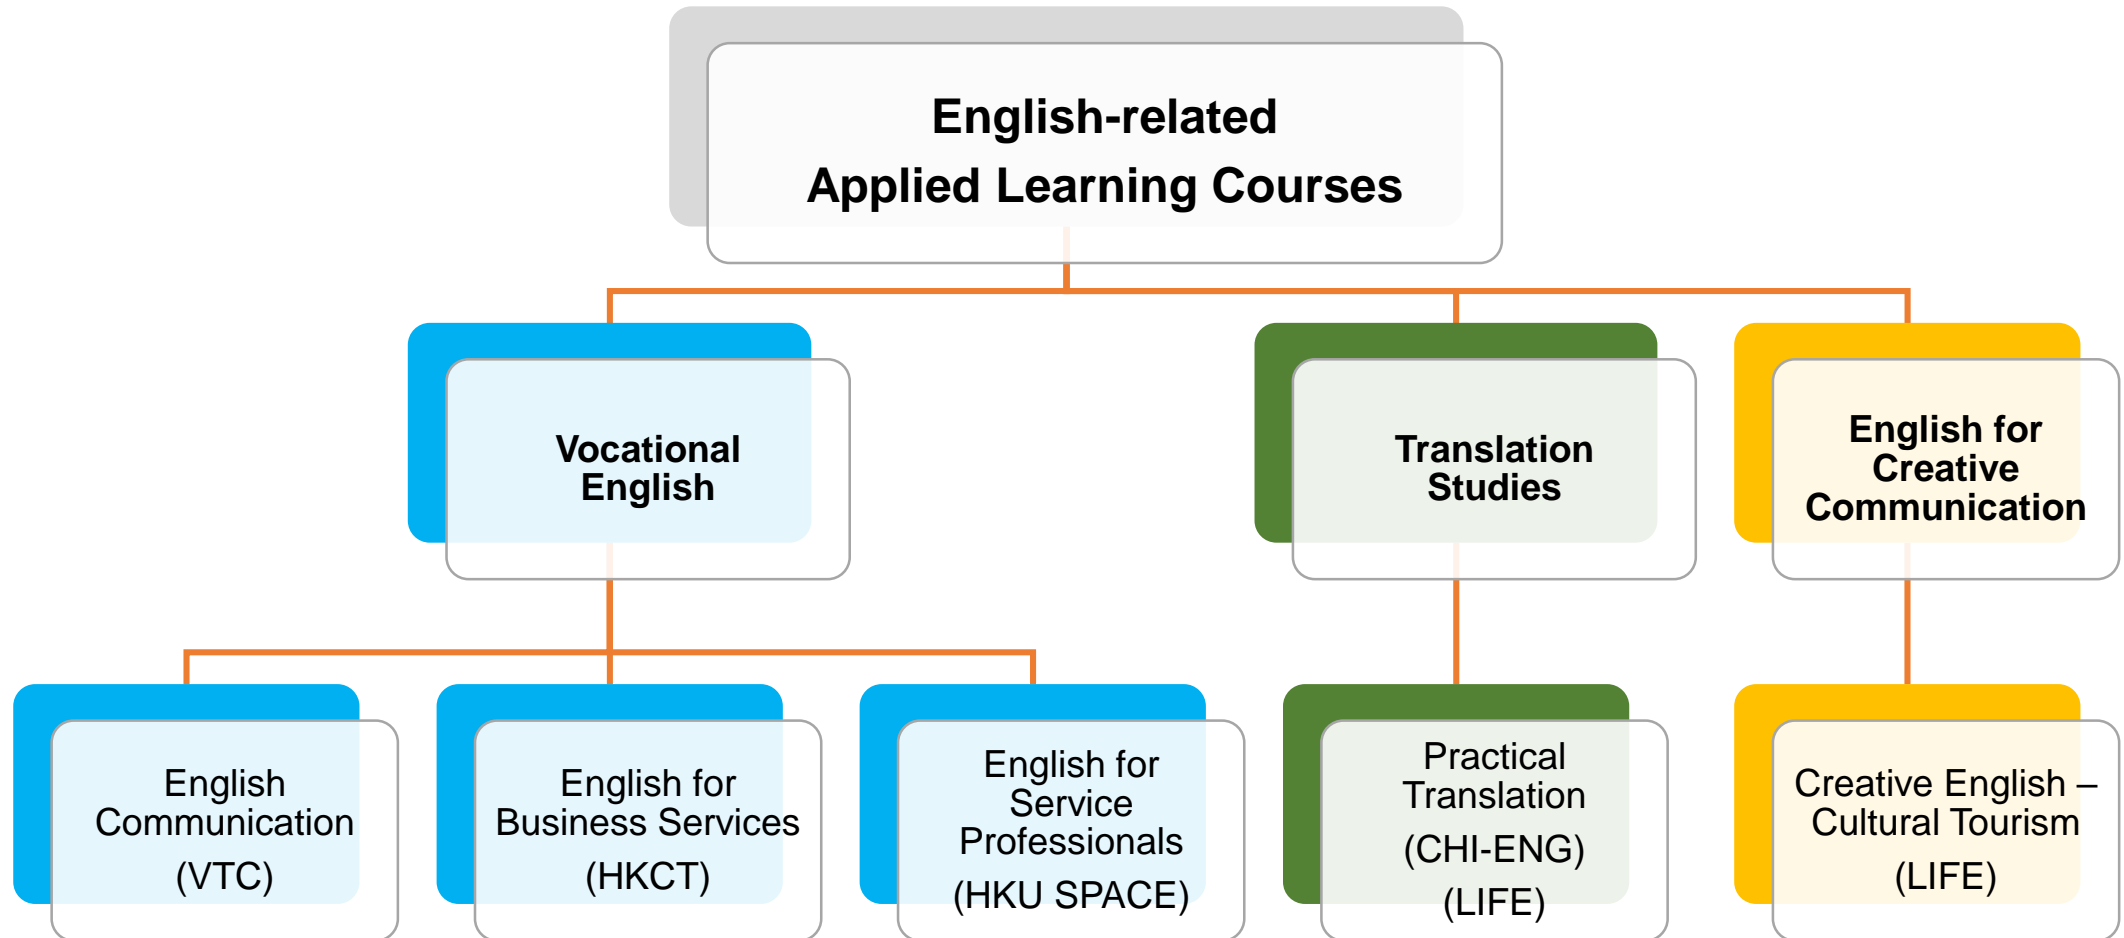 English-related
Applied Learning Courses
Vocational
English
Translation
Studies
English for
Creative
Communication
English
Communication
(VTC)
English for
Business Services
(HKCT)
English for
Service
Professionals
(HKU SPACE)
Practical
Translation
(CHI-ENG)
(LIFE)
Creative English –
Cultural Tourism
(LIFE)